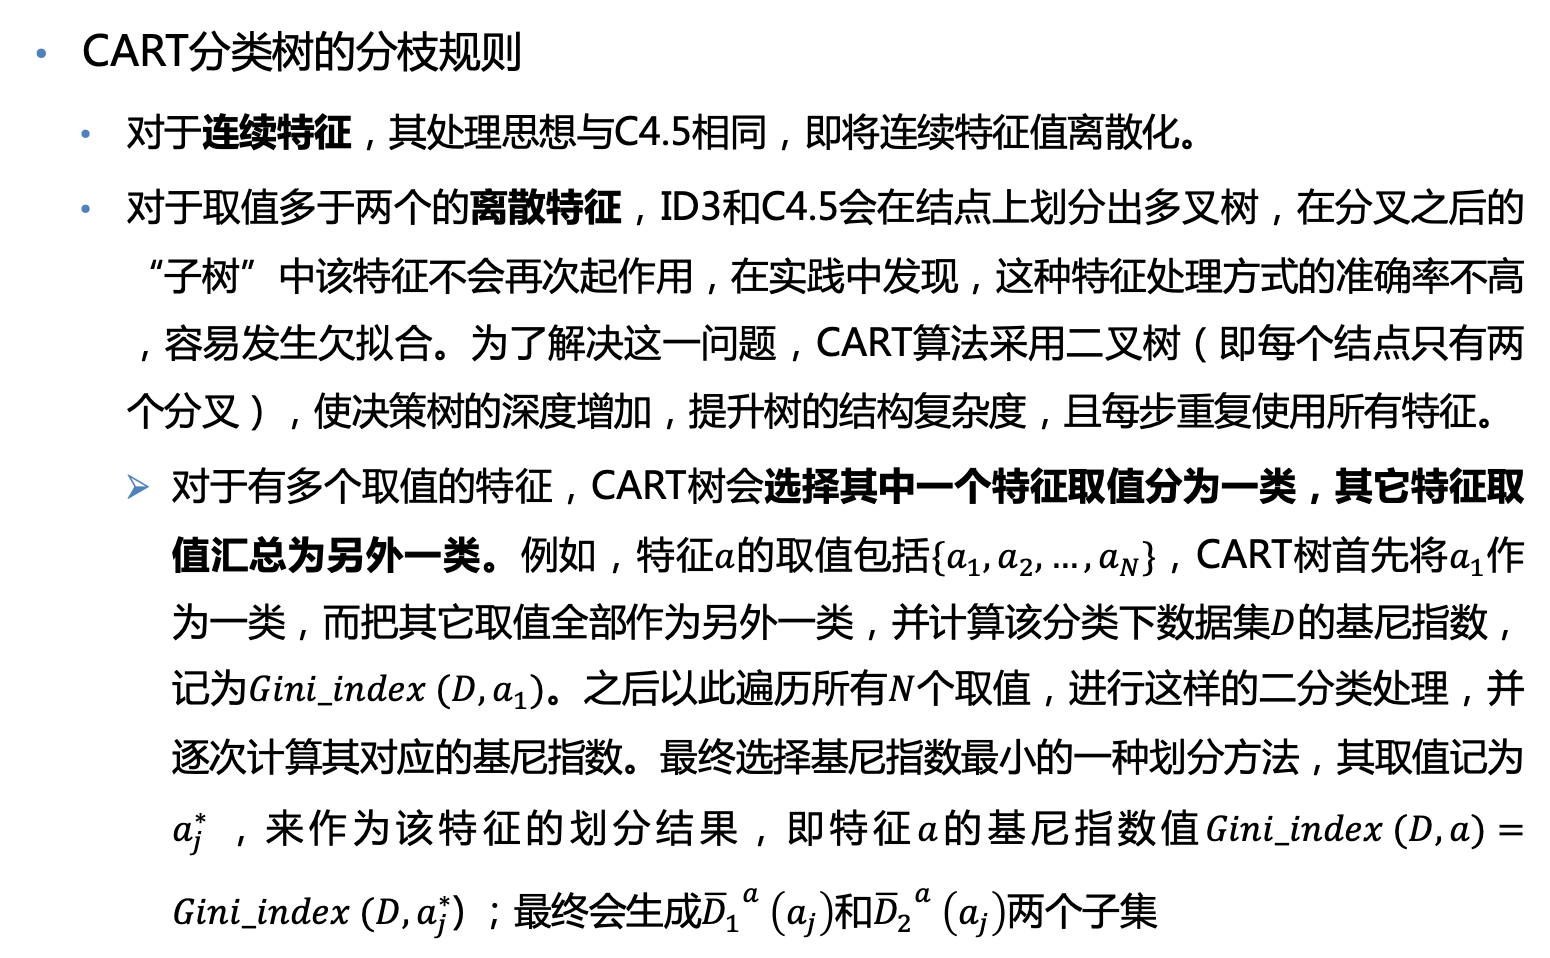 • CART分类树的分枝规则
• 对于连续特征，其处理思想与C4.5相同，即将连续特征值离散化。
• 对于取值多于两个的离散特征，ID3和C4.5会在结点上划分出多叉树，在分叉之后的
“子树”中该特征不会再次起作用，在实践中发现，这种特征处理方式的准确率不高
，容易发生欠拟合。为了解决这一问题，CART算法采用二叉树（即每个结点只有两
个分叉），使决策树的深度增加，提升树的结构复杂度，且每步重复使用所有特征。
➢ 对于有多个取值的特征，CART树会选择其中一个特征取值分为一类，其它特征取
值汇总为另外一类。例如，特征𝑎的取值包括{𝑎₁, 𝑎₂, … , 𝑎_𝑁}，CART树首先将𝑎₁作
为一类，而把其它取值全部作为另外一类，并计算该分类下数据集𝐷的基尼指数，
记为𝐺𝑖𝑛𝑖_𝑖𝑛𝑑𝑒𝑥 (𝐷, 𝑎₁)。之后以此遍历所有𝑁个取值，进行这样的二分类处理，并
逐次计算其对应的基尼指数。最终选择基尼指数最小的一种划分方法，其取值记为
𝑎_𝑗^*，来作为该特征的划分结果，即特征𝑎的基尼指数值𝐺𝑖𝑛𝑖_𝑖𝑛𝑑𝑒𝑥 (𝐷, 𝑎) =
𝐺𝑖𝑛𝑖_𝑖𝑛𝑑𝑒𝑥 (𝐷, 𝑎_𝑗^*)；最终会生成D̅₁^𝑎 (𝑎_𝑗)和D̅₂^𝑎 (𝑎_𝑗)两个子集